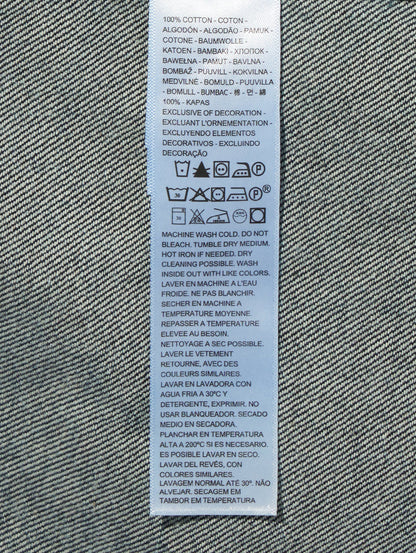 100% COTTON - COTON -
ALGODÓN - ALGODÃO - PAMUK -
COTONE - BAUMWOLLE -
KATOEN - BAMBAKI - ХЛОПОК -
BAWEŁNA - PAMUT - BAVLNA -
BOMBAŽ - PUUVILL - KOKVILNA -
MEDVILNĖ - BOMULD - PUUVILLA
- BOMULL - BUMBAC - 棉 - 면 - 綿
100% - KAPAS
EXCLUSIVE OF DECORATION -
EXCLUANT L'ORNEMENTATION -
EXCLUYENDO ELEMENTOS
DECORATIVOS - EXCLUINDO
DECORAÇÃO
MACHINE WASH COLD. DO NOT
BLEACH. TUMBLE DRY MEDIUM.
HOT IRON IF NEEDED. DRY
CLEANING POSSIBLE. WASH
INSIDE OUT WITH LIKE COLORS.
LAVER EN MACHINE A L'EAU
FROIDE. NE PAS BLANCHIR.
SECHER EN MACHINE A
TEMPERATURE MOYENNE.
REPASSER A TEMPERATURE
ELEVEE AU BESOIN.
NETTOYAGE A SEC POSSIBLE.
LAVER LE VETEMENT
RETOURNE, AVEC DES
COULEURS SIMILAIRES.
LAVAR EN LAVADORA CON
AGUA FRIA A 30ºC Y
DETERGENTE, EXPRIMIR. NO
USAR BLANQUEADOR. SECADO
MEDIO EN SECADORA.
PLANCHAR EN TEMPERATURA
ALTA A 200ºC SI ES NECESARIO.
ES POSIBLE LAVAR EN SECO.
LAVAR DEL REVÉS, CON
COLORES SIMILARES.
LAVAGEM NORMAL ATÉ 30º. NÃO
ALVEJAR. SECAGEM EM
TAMBOR EM TEMPERATURA